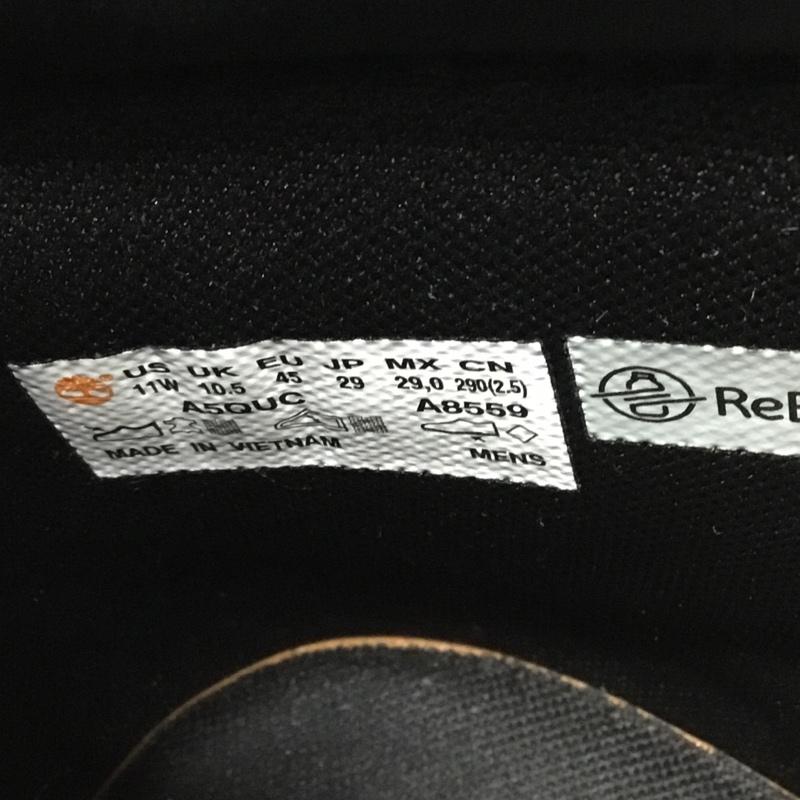 US UK EU JP MX CN
11W 10.5 45 29 29,0 290(2.5)
A5QUC A8559
MADE IN VIETNAM MENS